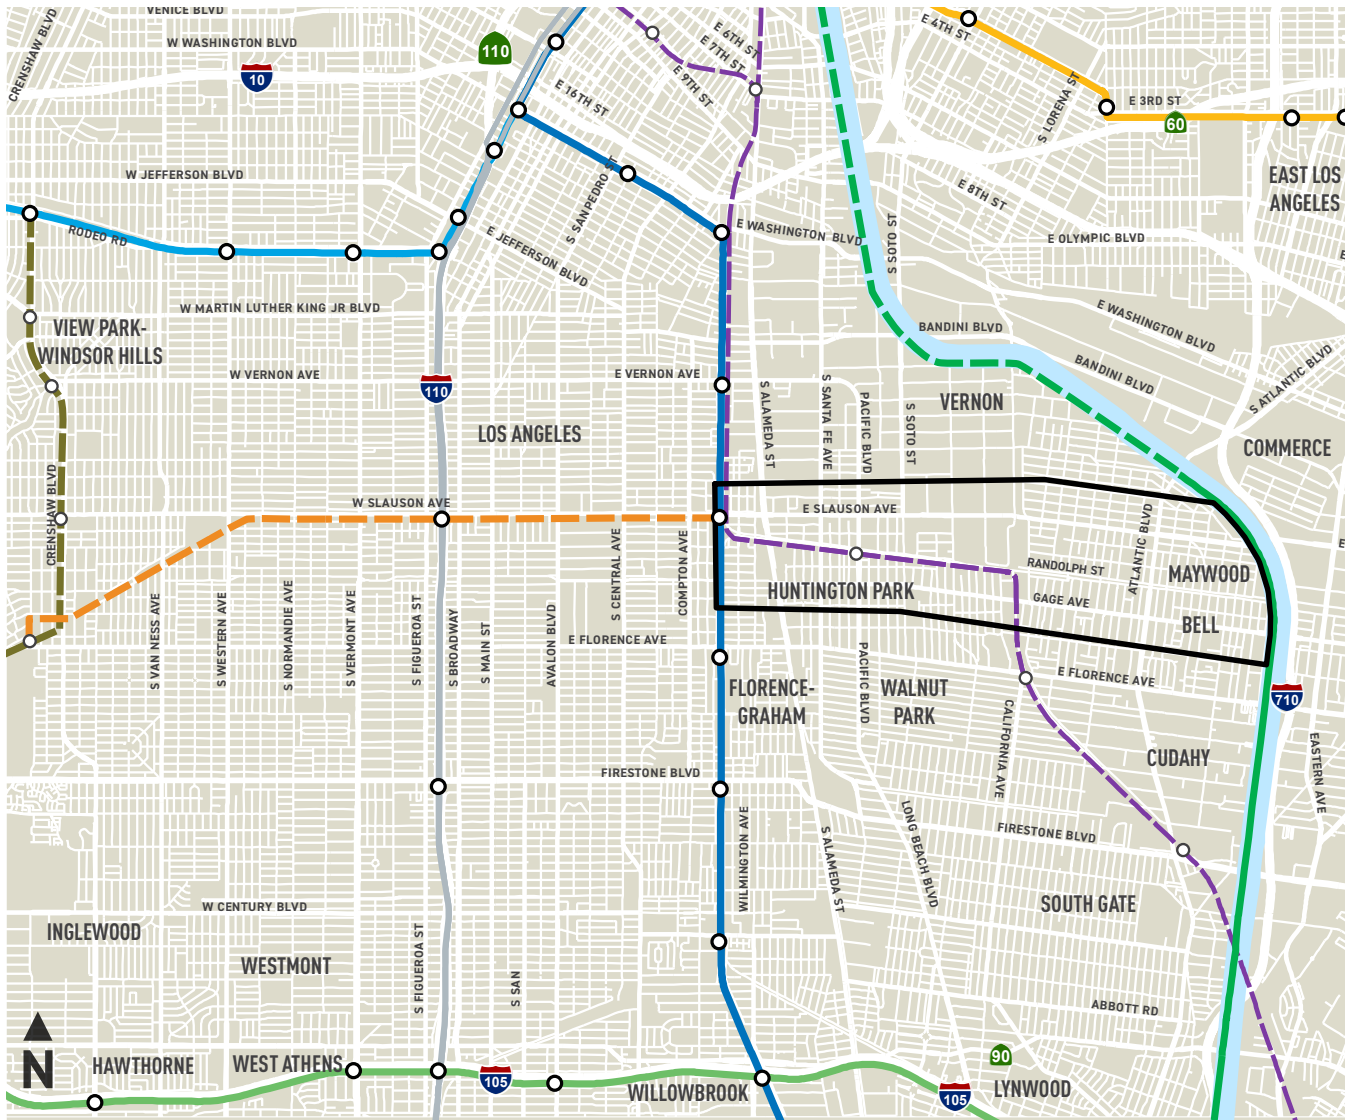 VENICE BLVD
W WASHINGTON BLVD
CRENSHAW BLVD
10
110
E 4TH ST
E 6TH ST
E 7TH ST
E 9TH ST
E 16TH ST
S LORENA ST
E 3RD ST
60
EAST LOS
ANGELES
W JEFFERSON BLVD
E 8TH ST
S SAN PEDRO ST
RODEO RD
E JEFFERSON BLVD
E WASHINGTON BLVD
S SOTO ST
E OLYMPIC BLVD
E
W MARTIN LUTHER KING JR BLVD
VIEW PARK-
WINDSOR HILLS
BANDINI BLVD
E WASHINGTON BLVD
BANDINI BLVD
S ATLANTIC BLVD
W VERNON AVE
110
E VERNON AVE
S ALAMEDA ST
S SANTA FE AVE
PACIFIC BLVD
S SOTO ST
VERNON
COMMERCE
LOS ANGELES
CRENSHAW BLVD
W SLAUSON AVE
E SLAUSON AVE
ATLANTIC BLVD
E
RANDOLPH ST
MAYWOOD
HUNTINGTON PARK
GAGE AVE
BELL
S VAN NESS AVE
S WESTERN AVE
S NORMANDIE AVE
S VERMONT AVE
S FIGUEROA ST
S BROADWAY
S MAIN ST
AVALON BLVD
S CENTRAL AVE
COMPTON AVE
E FLORENCE AVE
PACIFIC BLVD
E FLORENCE AVE
FLORENCE-
GRAHAM
WALNUT
PARK
710
CALIFORNIA AVE
CUDAHY
EASTERN AVE
FIRESTONE BLVD
WILMINGTON AVE
S ALAMEDA ST
LONG BEACH BLVD
FIRESTONE BLVD
W CENTURY BLVD
SOUTH GATE
INGLEWOOD
WESTMONT
S FIGUEROA ST
S SAN
ABBOTT RD
N
HAWTHORNE
WEST ATHENS
105
WILLOWBROOK
90
105
LYNWOOD